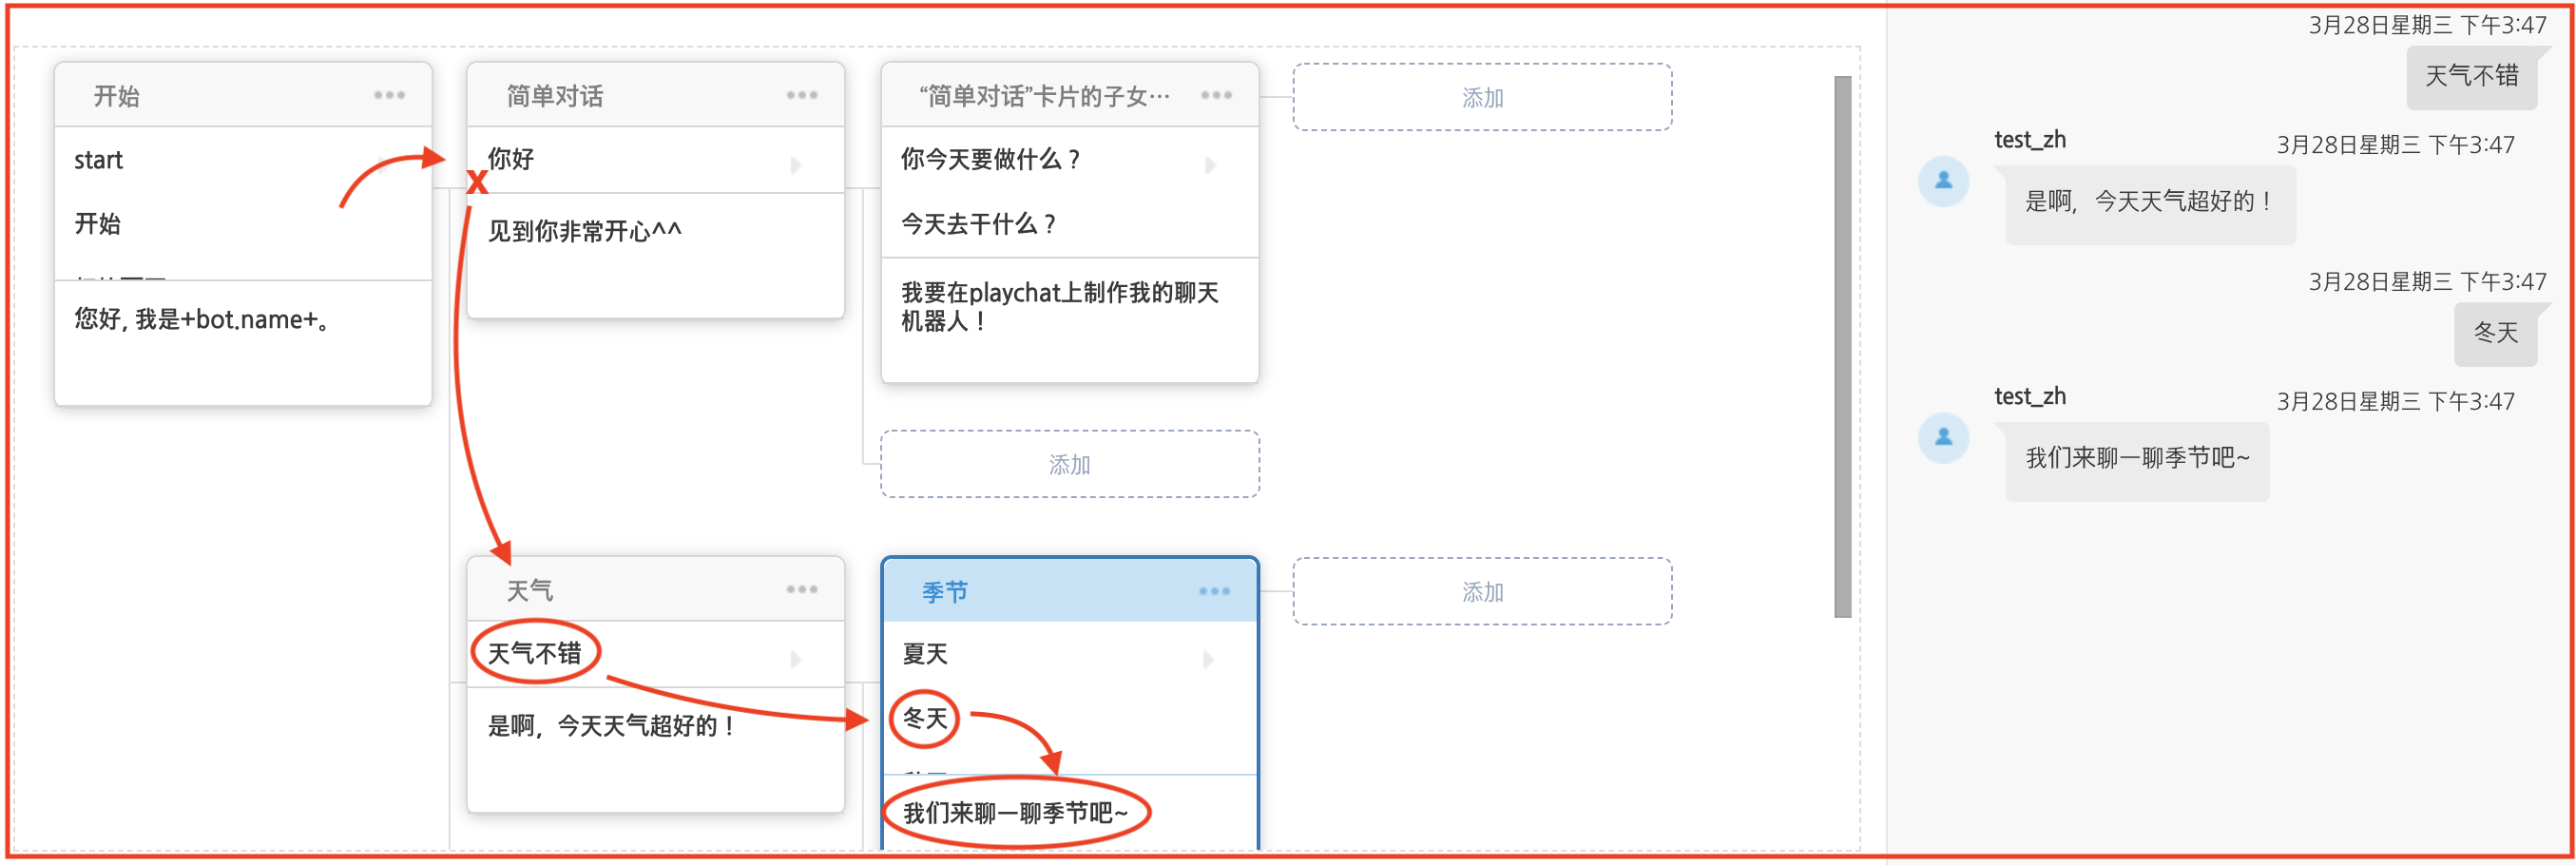 开始
start
开始
您好, 我是+bot.name+。
简单对话
你好
x
见到你非常开心^^
“简单对话”卡片的子女…
你今天要做什么？
今天去干什么？
我要在playchat上制作我的聊天
机器人！
添加
添加
天气
天气不错
是啊，今天天气超好的！
季节
夏天
冬天
我们来聊一聊季节吧~
添加
3月28日星期三 下午3:47
天气不错
test_zh
3月28日星期三 下午3:47
是啊，今天天气超好的！
3月28日星期三 下午3:47
冬天
test_zh
3月28日星期三 下午3:47
我们来聊一聊季节吧~